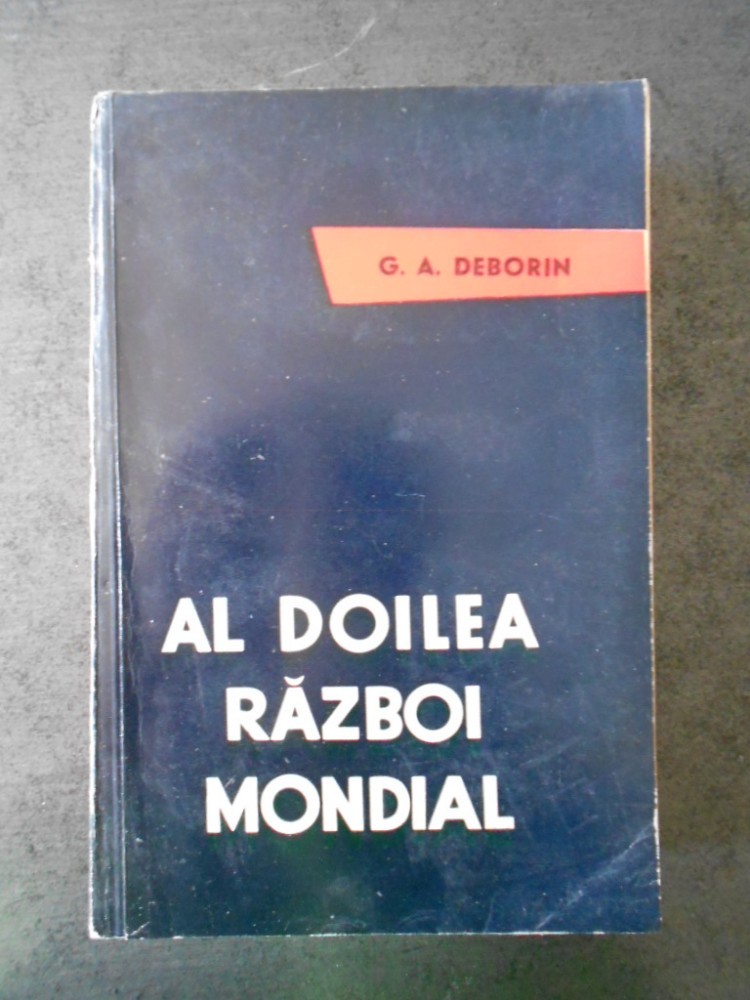 G. A. DEBORIN
AL DOILEA
RĂZBOI
MONDIAL